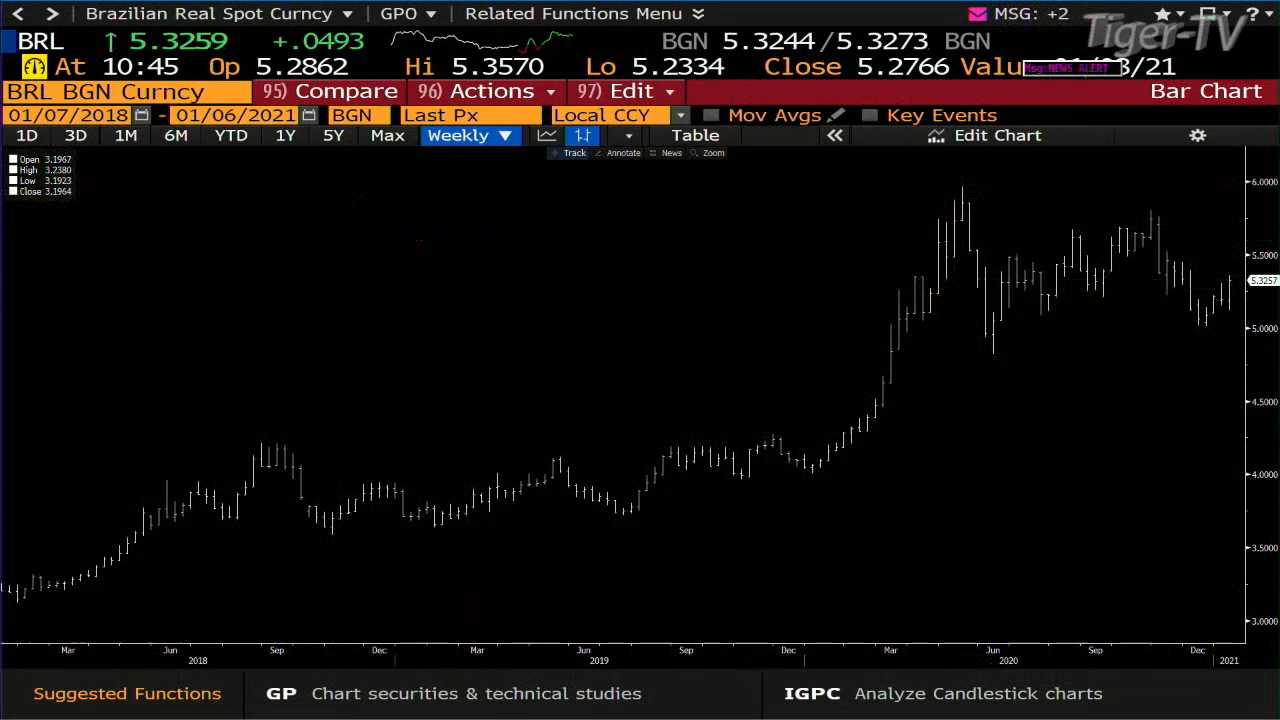 Brazilian Real Spot Curncy GPO Related Functions Menu MSG: +2 ?
Tiger-TV
BRL 5.3259 +.0493 BGN 5.3244/5.3273 BGN
At 10:45 Op 5.2862 Hi 5.3570 Lo 5.2334 Close 5.2766 3/21
Msg:NEWS ALERT
BRL BGN Curncy 95) Compare 96) Actions 97) Edit Bar Chart
01/07/2018 - 01/06/2021 BGN Last Px Local CCY Mov Avgs Key Events
1D 3D 1M 6M YTD 1Y 5Y Max Weekly Table Edit Chart
Track Annotate News Zoom
Open 3.1967
High 3.2380
Low 3.1923
Close 3.1964
6.0000
5.5000
5.3257
5.0000
4.5000
4.0000
3.5000
3.0000
Mar Jun Sep Dec Mar Jun Sep Dec Mar Jun Sep Dec
2018 2019 2020 2021
Suggested Functions GP Chart securities & technical studies IGPC Analyze Candlestick charts